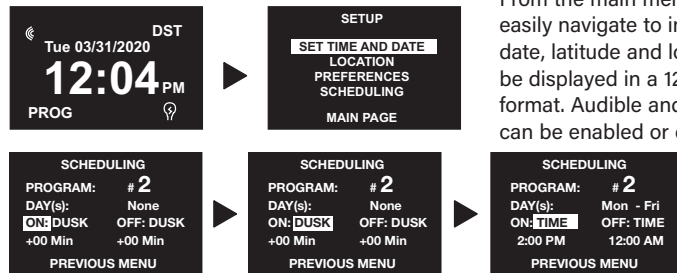 DST
Tue 03/31/2020
12:04 PM
PROG
SETUP
SET TIME AND DATE
LOCATION
PREFERENCES
SCHEDULING
MAIN PAGE
From the main me
easily navigate to in
date, latitude and lo
be displayed in a 12
format. Audible and
can be enabled or
SCHEDULING
PROGRAM: # 2
DAY(s): None
ON: DUSK OFF: DUSK
+00 Min +00 Min
PREVIOUS MENU
SCHEDULING
PROGRAM: # 2
DAY(s): None
ON: DUSK OFF: DUSK
+00 Min +00 Min
PREVIOUS MENU
SCHEDULING
PROGRAM: # 2
DAY(s): Mon - Fri
ON: TIME OFF: TIME
2:00 PM 12:00 AM
PREVIOUS MENU